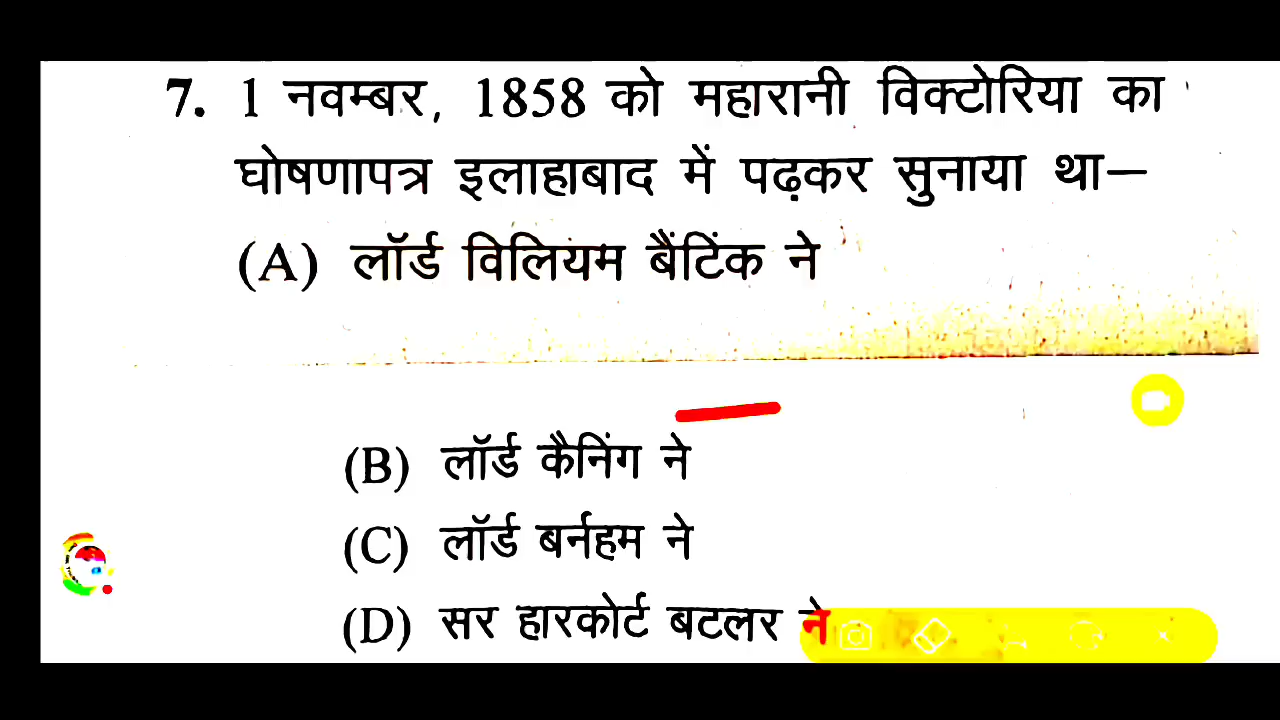 7. 1 नवम्बर, 1858 को महारानी विक्टोरिया का
घोषणापत्र इलाहाबाद में पढ़कर सुनाया था—
(A) लॉर्ड विलियम बैंटिंक ने
(B) लॉर्ड कैनिंग ने
(C) लॉर्ड बर्नहम ने
(D) सर हारकोर्ट बटलर ने